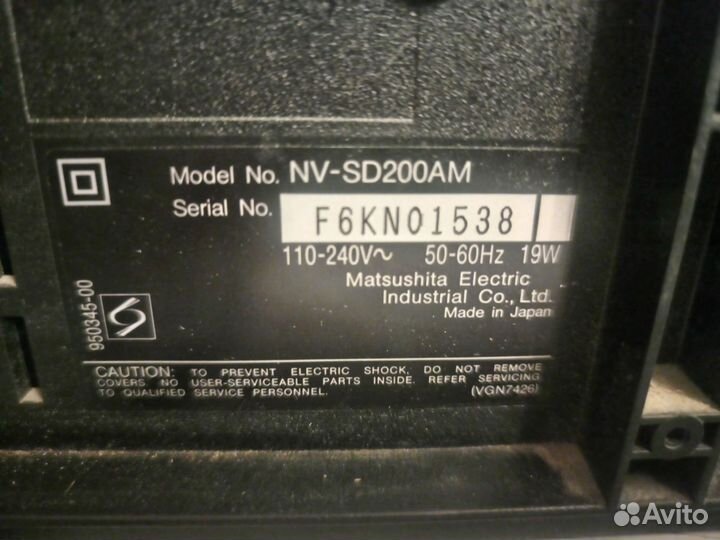 Model No. NV-SD200AM
Serial No. F6KN01538
110-240V~ 50-60Hz 19W
Matsushita Electric
Industrial Co., Ltd.
Made in Japan
950345-00
CAUTION: TO PREVENT ELECTRIC SHOCK, DO NOT REMOVE
COVERS. NO USER-SERVICEABLE PARTS INSIDE. REFER SERVICING
TO QUALIFIED SERVICE PERSONNEL. (VGN7426)
Avito